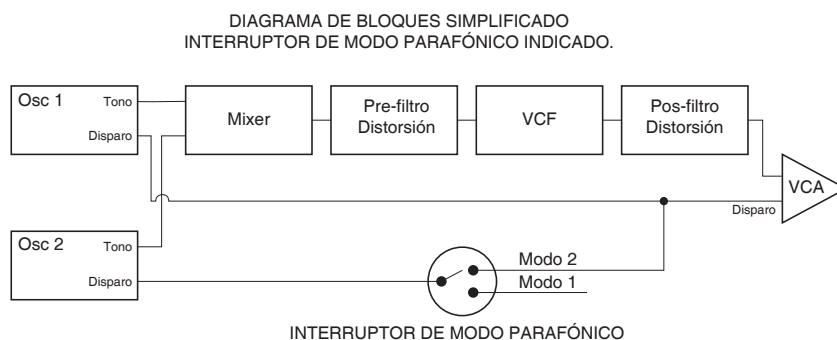 DIAGRAMA DE BLOQUES SIMPLIFICADO
INTERRUPTOR DE MODO PARAFÓNICO INDICADO.
Osc 1
Tono
Disparo
Mixer
Pre-filtro
Distorsión
VCF
Pos-filtro
Distorsión
VCA
Disparo
Osc 2
Tono
Disparo
Modo 2
Modo 1
INTERRUPTOR DE MODO PARAFÓNICO